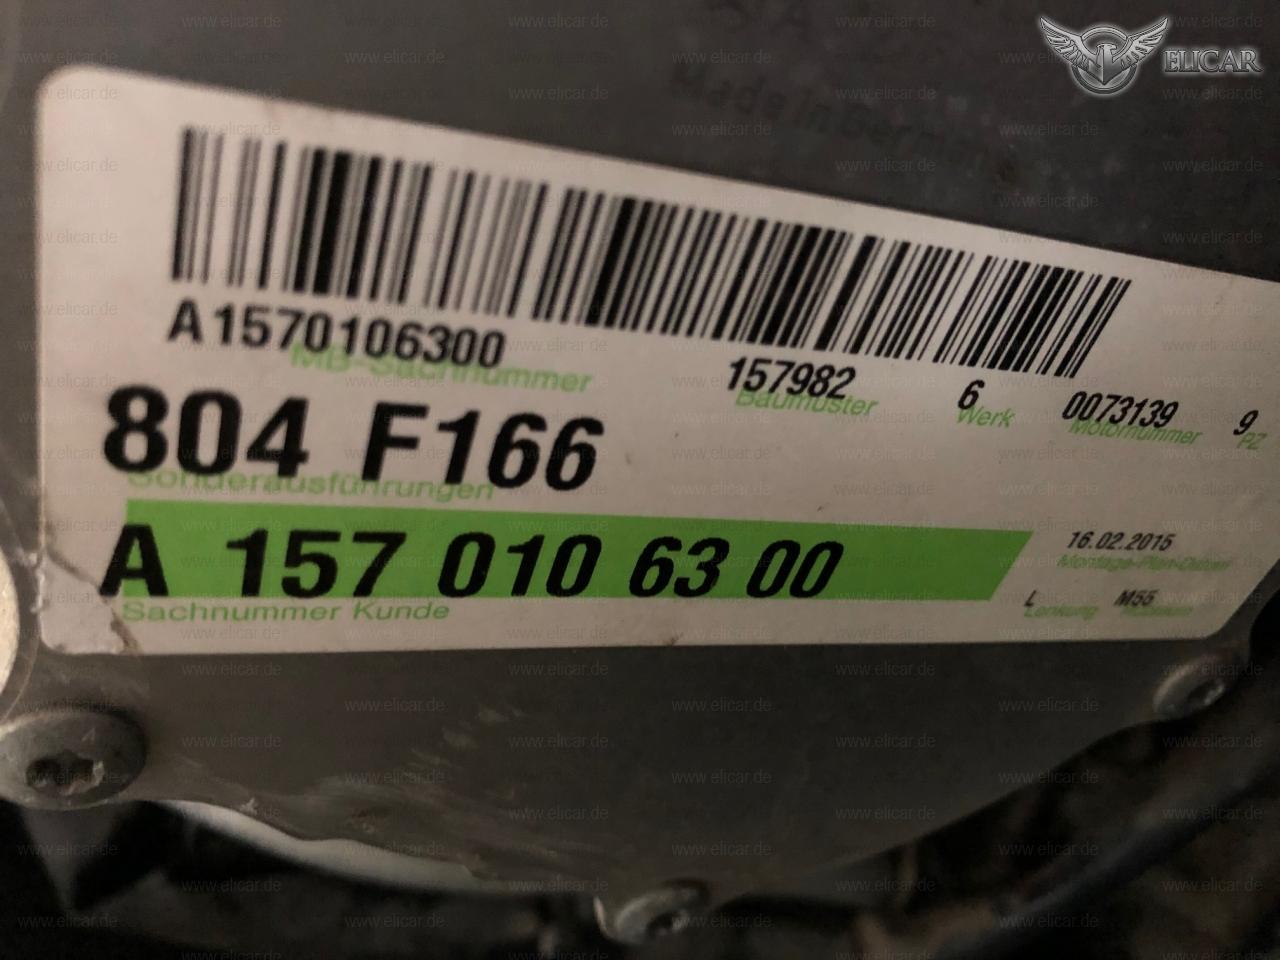 ELICAR
Made in German
A1570106300
MB-Sachnummer
157982 6 0073139 9
Baumuster Werk Motornummer PZ
804 F166
Sonderausführungen
A 157 010 63 00
Sachnummer Kunde
16.02.2015
Montage-Plan-Datum
L M55
Lenkung
www.elicar.de